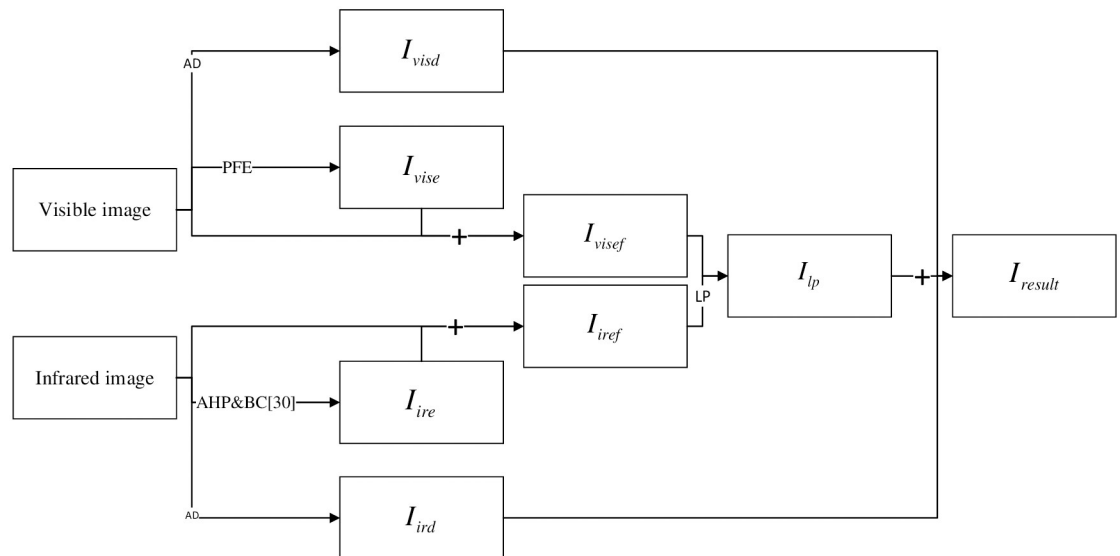 I_visd
AD
PFE
I_vise
Visible image
+
I_visef
I_lp
+
I_result
LP
+
I_iref
Infrared image
AHP&BC[30]
I_ire
AD
I_ird